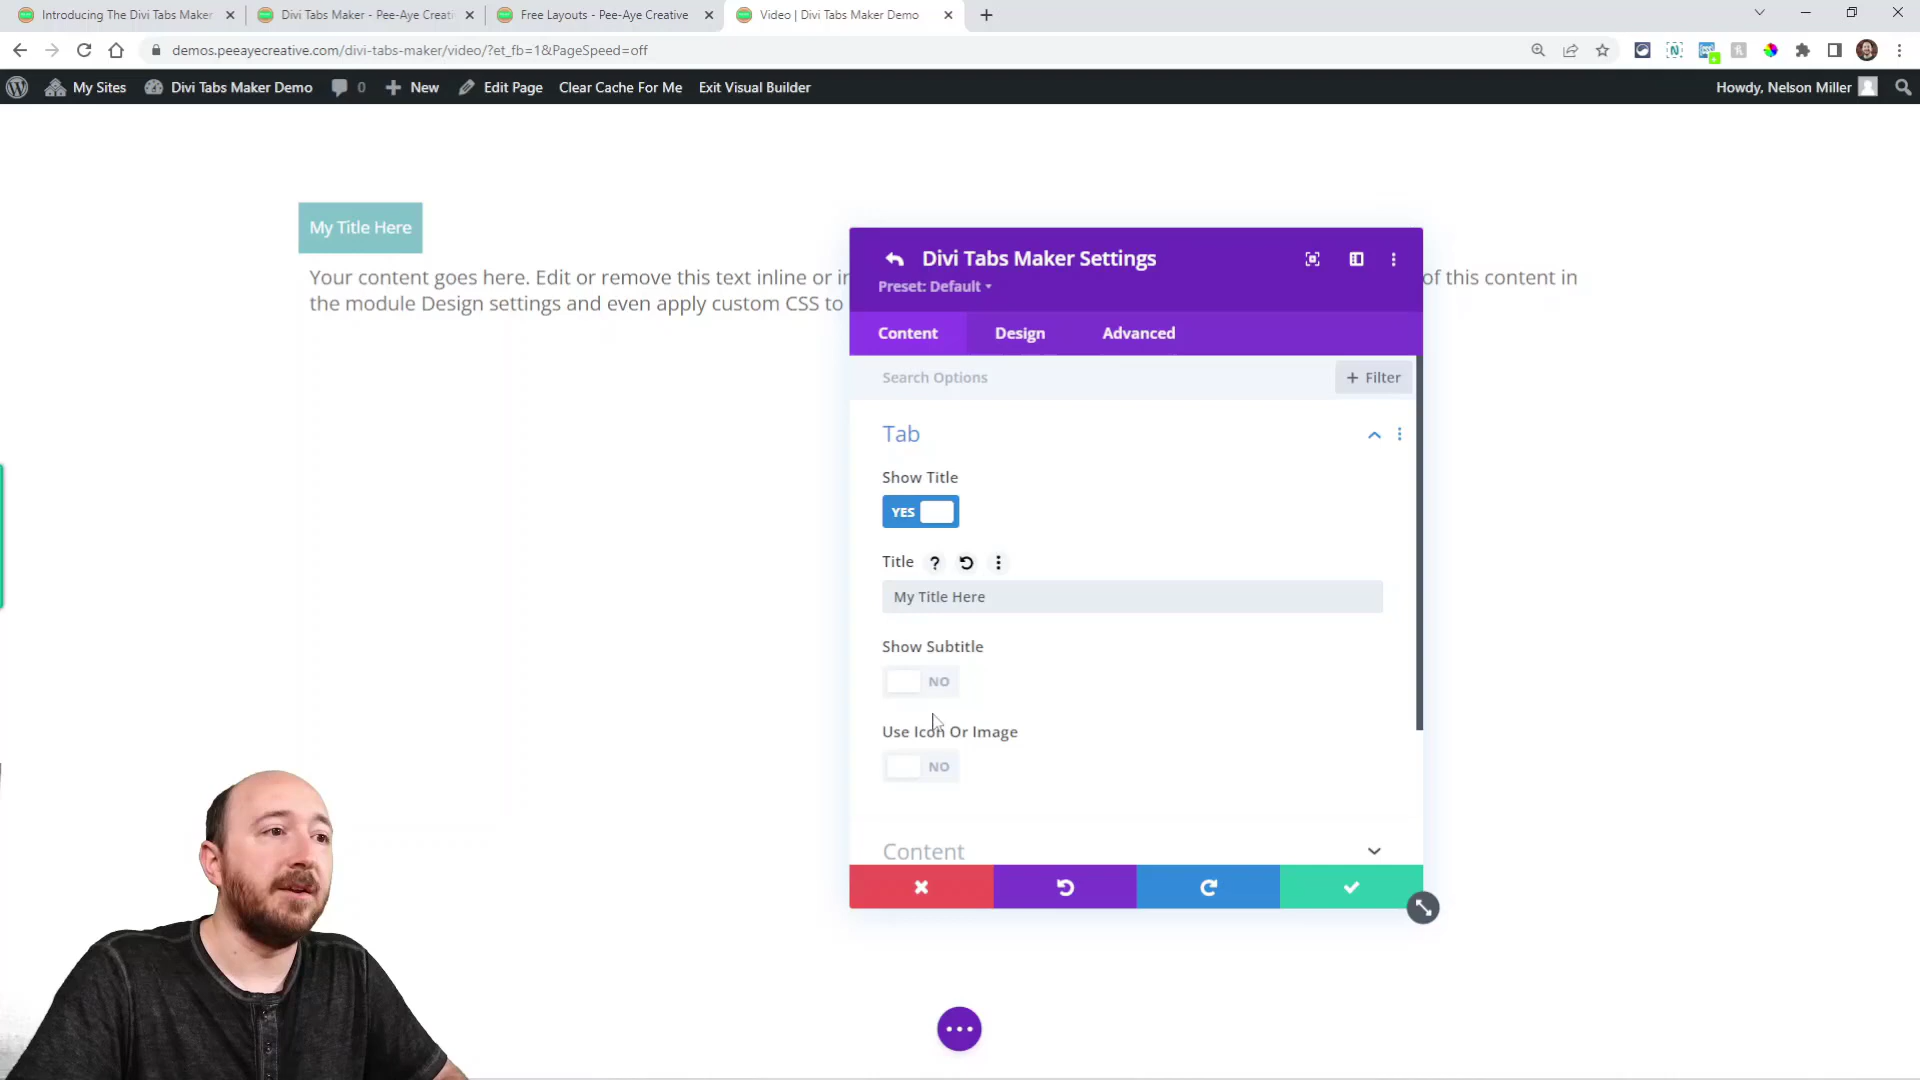 Introducing The Divi Tabs Maker
Divi Tabs Maker - Pee-Aye Creati
Free Layouts - Pee-Aye Creative
Video | Divi Tabs Maker Demo
demos.peeayecreative.com/divi-tabs-maker/video/?et_fb=1&PageSpeed=off
My Sites
Divi Tabs Maker Demo
0
New
Edit Page
Clear Cache For Me
Exit Visual Builder
Howdy, Nelson Miller
My Title Here
Your content goes here. Edit or remove this text inline or in
of this content in
the module Design settings and even apply custom CSS to
Divi Tabs Maker Settings
Preset: Default
Content
Design
Advanced
Search Options
+ Filter
Tab
Show Title
YES
Title
?
My Title Here
Show Subtitle
NO
Use Icon Or Image
NO
Content